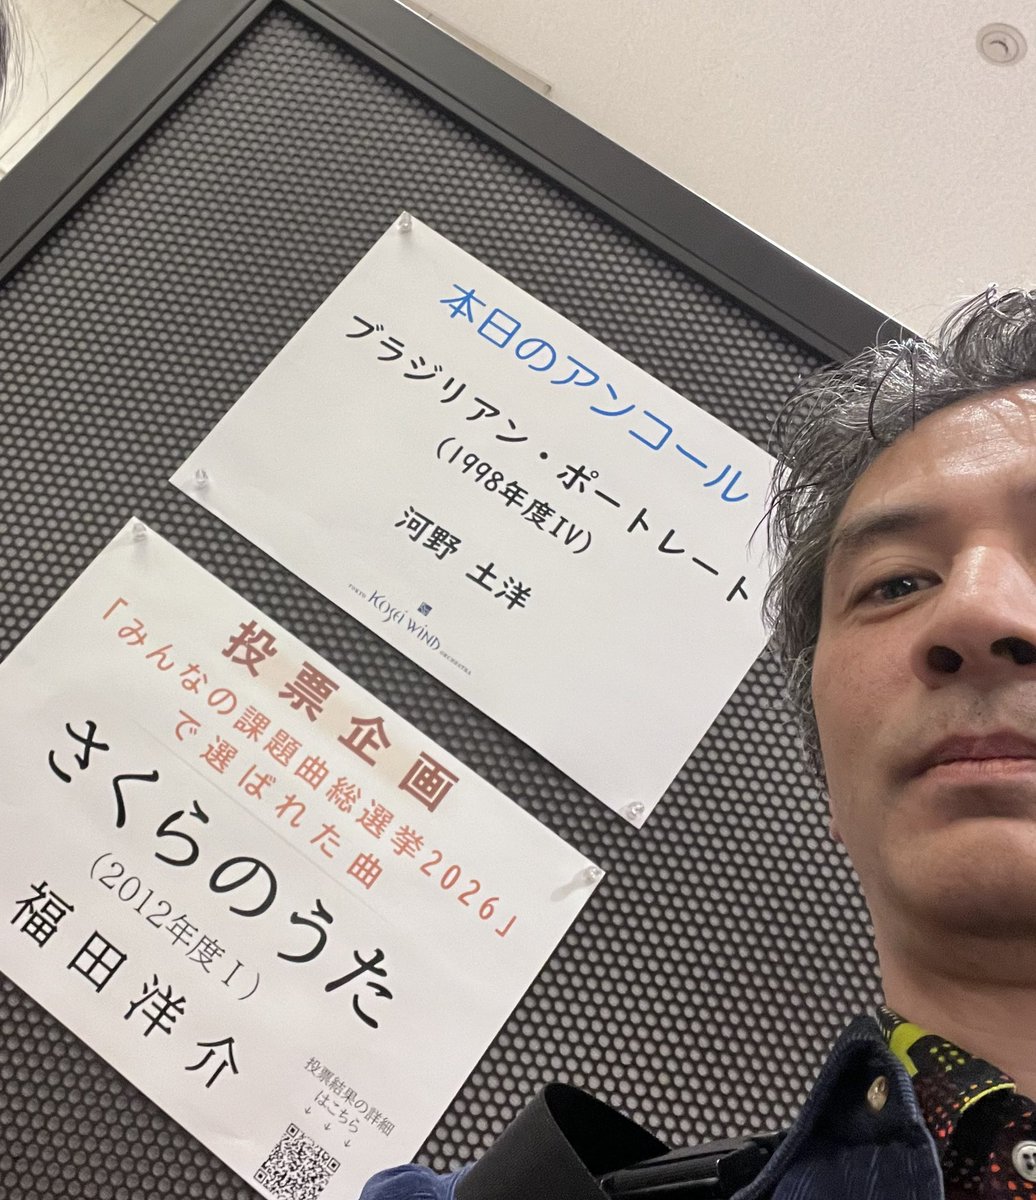 本日のアンコール
ブラジリアン・ポートレート
(1998年度IV)
河野 土洋
TOKYO KOSEI WIND ORCHESTRA
投票企画
「みんなの課題曲総選挙2026」
で選ばれた曲
さくらのうた
(2012年度Ⅰ)
福田洋介
投票結果の詳細
はこちら
↓ ↓ ↓